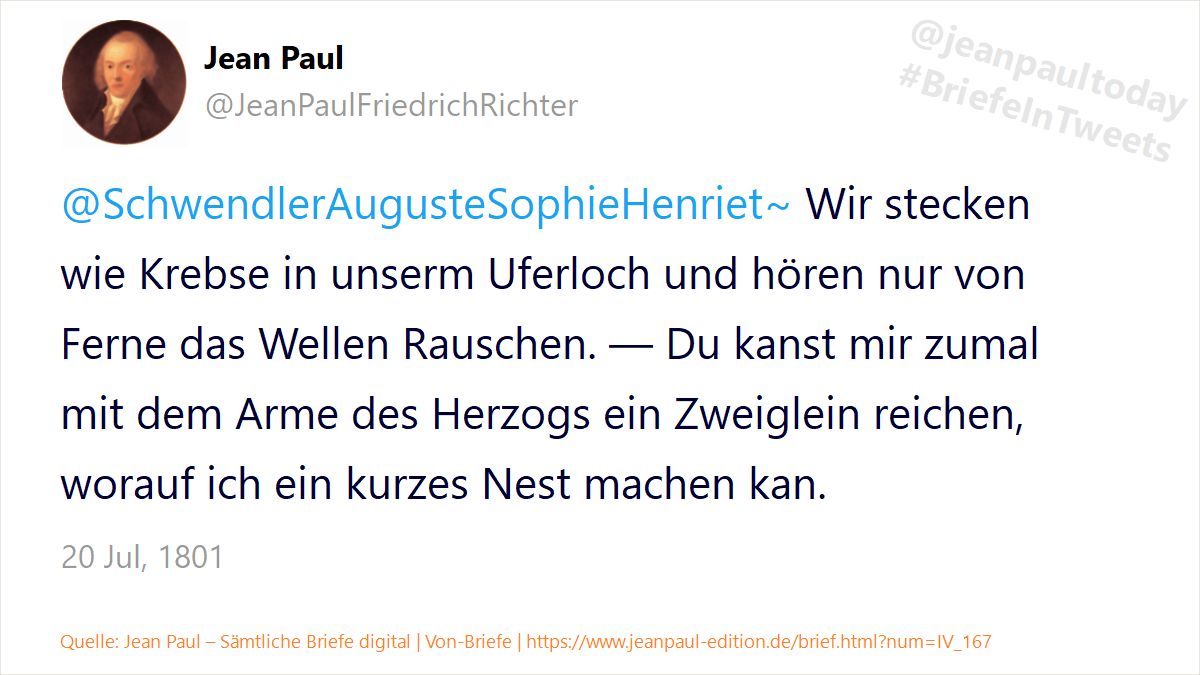 Jean Paul
@JeanPaulFriedrichRichter
@jeanpaultoday
#BriefeInTweets
@SchwendlerAugusteSophieHenriet~ Wir stecken
wie Krebse in unserm Uferloch und hören nur von
Ferne das Wellen Rauschen. — Du kanst mir zumal
mit dem Arme des Herzogs ein Zweiglein reichen,
worauf ich ein kurzes Nest machen kan.
20 Jul, 1801
Quelle: Jean Paul – Sämtliche Briefe digital | Von-Briefe | https://www.jeanpaul-edition.de/brief.html?num=IV_167